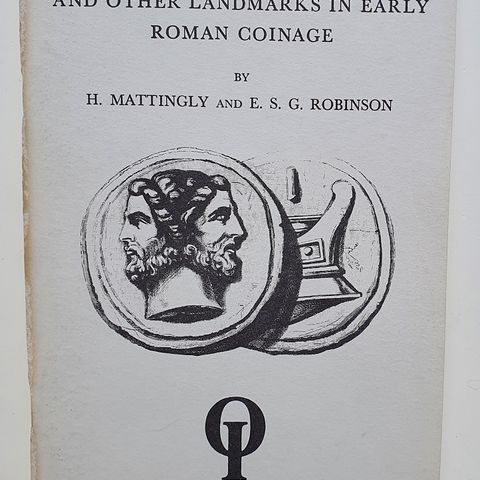 AND OTHER LANDMARKS IN EARLY
ROMAN COINAGE
BY
H. MATTINGLY AND E. S. G. ROBINSON